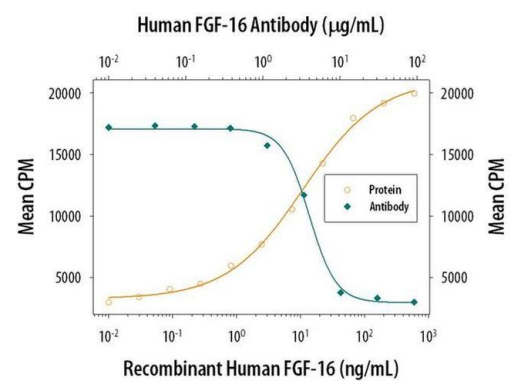 Human FGF-16 Antibody (μg/mL)
10-2 10-1 100 101 102
20000 20000
15000 15000
10000 10000
5000 5000
Mean CPM
Mean CPM
Protein
Antibody
10-2 10-1 100 101 102 103
Recombinant Human FGF-16 (ng/mL)